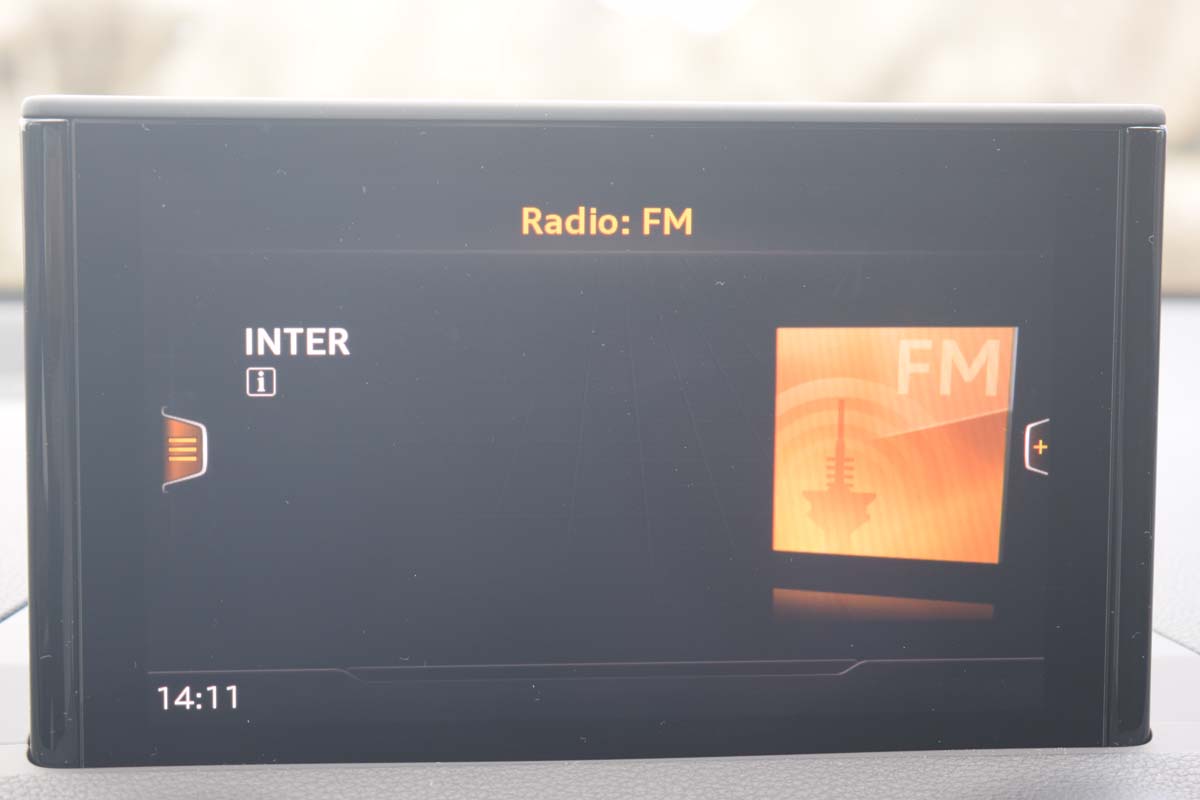 Radio: FM
INTER
i
FM
14:11